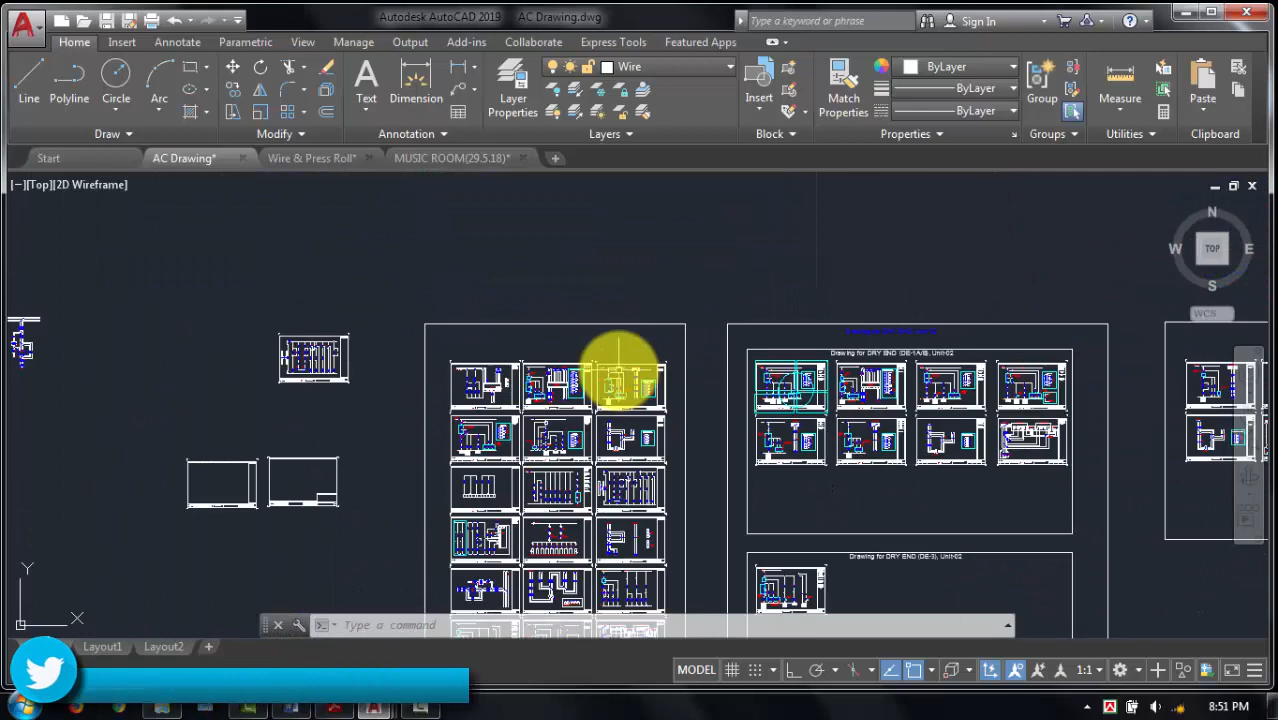 Autodesk AutoCAD 2019 AC Drawing.dwg
Type a keyword or phrase
Sign In
Home Insert Annotate Parametric View Manage Output Add-ins Collaborate Express Tools Featured Apps
Line Polyline Circle Arc
Text Dimension
Layer Properties
Wire
Insert
Match Properties
ByLayer
ByLayer
ByLayer
Group
Measure
Paste
Draw Modify Annotation Layers Block Properties Groups Utilities Clipboard
Start AC Drawing* Wire & Press Roll* MUSIC ROOM(29.5.18)*
[−][Top][2D Wireframe]
N
W TOP E
S
WCS
Drawing for DRY END (DE-1A/B), Unit-02
Drawing for DRY END (DE-3), Unit-02
Y
X
Type a command
Layout1 Layout2
MODEL 1:1
8:51 PM